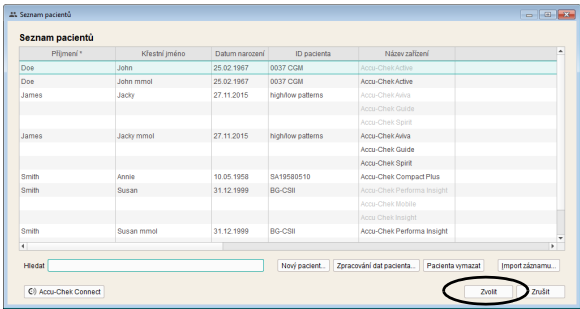 Seznam pacientů
Seznam pacientů
Příjmení * Křestní jméno Datum narození ID pacienta Název zařízení
Doe John 25.02.1967 0037 CGM Accu-Chek Active
Doe John mmol 25.02.1967 0037 CGM Accu-Chek Active
James Jacky 27.11.2015 high/low patterns Accu-Chek Aviva
Accu-Chek Guide
Accu-Chek Spirit
James Jacky mmol 27.11.2015 high/low patterns Accu-Chek Aviva
Accu-Chek Guide
Accu-Chek Spirit
Smith Annie 10.05.1958 SA19580510 Accu-Chek Compact Plus
Smith Susan 31.12.1999 BG-CSII Accu-Chek Performa Insight
Accu-Chek Mobile
Accu-Chek Insight
Smith Susan mmol 31.12.1999 BG-CSII Accu-Chek Performa Insight
Hledat Nový pacient... Zpracování dat pacienta... Pacienta vymazat Import záznamu...
Accu-Chek Connect Zvolit Zrušit